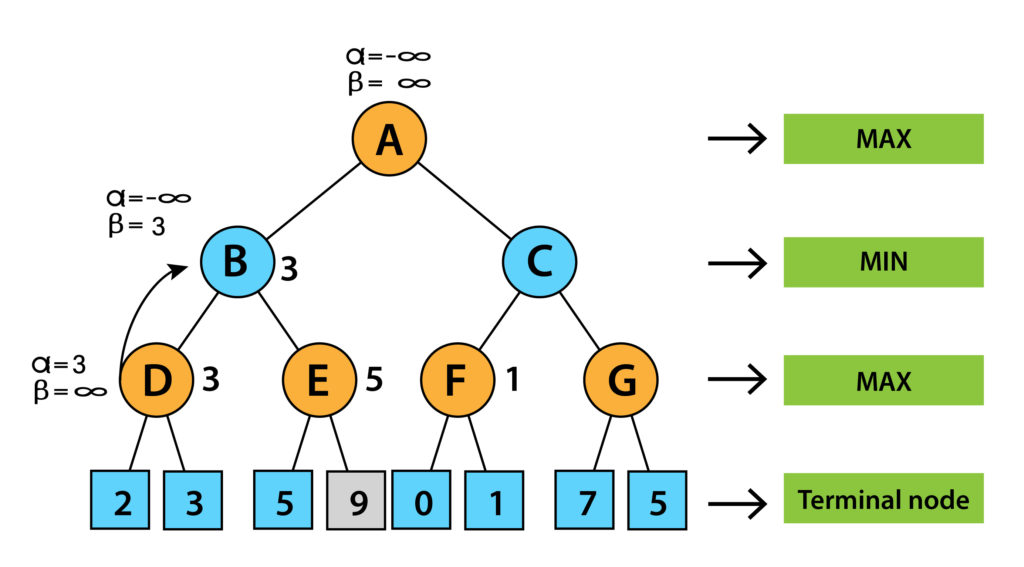 α=-∞
β= ∞
A
MAX
α=-∞
β= 3
B
3
C
MIN
α=3
β=∞
D
3
E
5
F
1
G
MAX
2
3
5
9
0
1
7
5
Terminal node